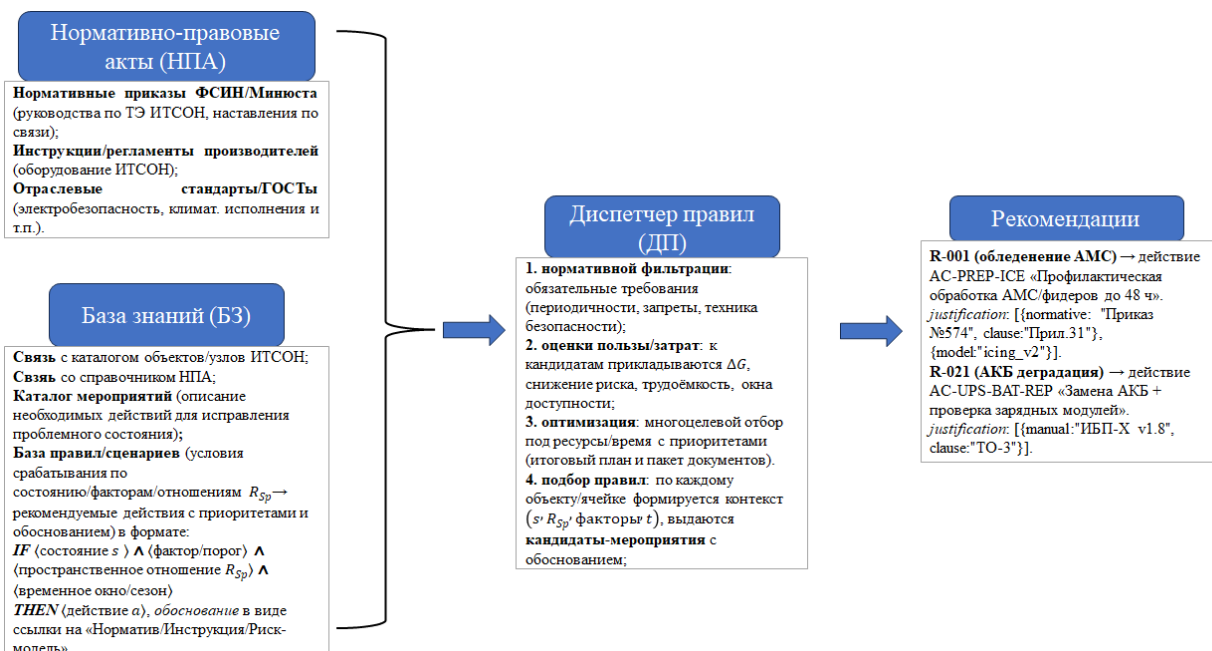 Нормативно-правовые
акты (НПА)
Нормативные приказы ФСИН/Минюста
(руководства по ТЭ ИТСОН, наставления по
связи);
Инструкции/регламенты производителей
(оборудование ИТСОН);
Отраслевые стандарты/ГОСТы
(электробезопасность, климат. исполнения и
т.п.).
База знаний (БЗ)
Связь с каталогом объектов/узлов ИТСОН;
Свзяь со справочником НПА;
Каталог мероприятий (описание
необходимых действий для исправления
проблемного состояния);
База правил/сценариев (условия
срабатывания по
состоянию/факторам/отношениям R_Sp→
рекомендуемые действия с приоритетами и
обоснованием) в формате:
IF ⟨состояние s ⟩ ∧ ⟨фактор/порог⟩ ∧
⟨пространственное отношение R_Sp⟩ ∧
⟨временное окно/сезон⟩
THEN ⟨действие a⟩, обоснование в виде
ссылки на «Норматив/Инструкция/Риск-
модель»
Диспетчер правил
(ДП)
1. нормативной фильтрации:
обязательные требования
(периодичности, запреты, техника
безопасности);
2. оценки пользы/затрат: к
кандидатам прикладываются ΔG,
снижение риска, трудоёмкость, окна
доступности;
3. оптимизация: многоцелевой отбор
под ресурсы/время с приоритетами
(итоговый план и пакет документов).
4. подбор правил: по каждому
объекту/ячейке формируется контекст
(s, R_Sp, факторы, t), выдаются
кандидаты-мероприятия с
обоснованием;
Рекомендации
R-001 (обледенение АМС) → действие
AC-PREP-ICE «Профилактическая
обработка АМС/фидеров до 48 ч».
justification: [{normative: "Приказ
№574", clause:"Прил.31"},
{model:"icing_v2"}].
R-021 (АКБ деградация) → действие
AC-UPS-BAT-REP «Замена АКБ +
проверка зарядных модулей».
justification: [{manual:"ИБП-X v1.8",
clause:"ТО-3"}].